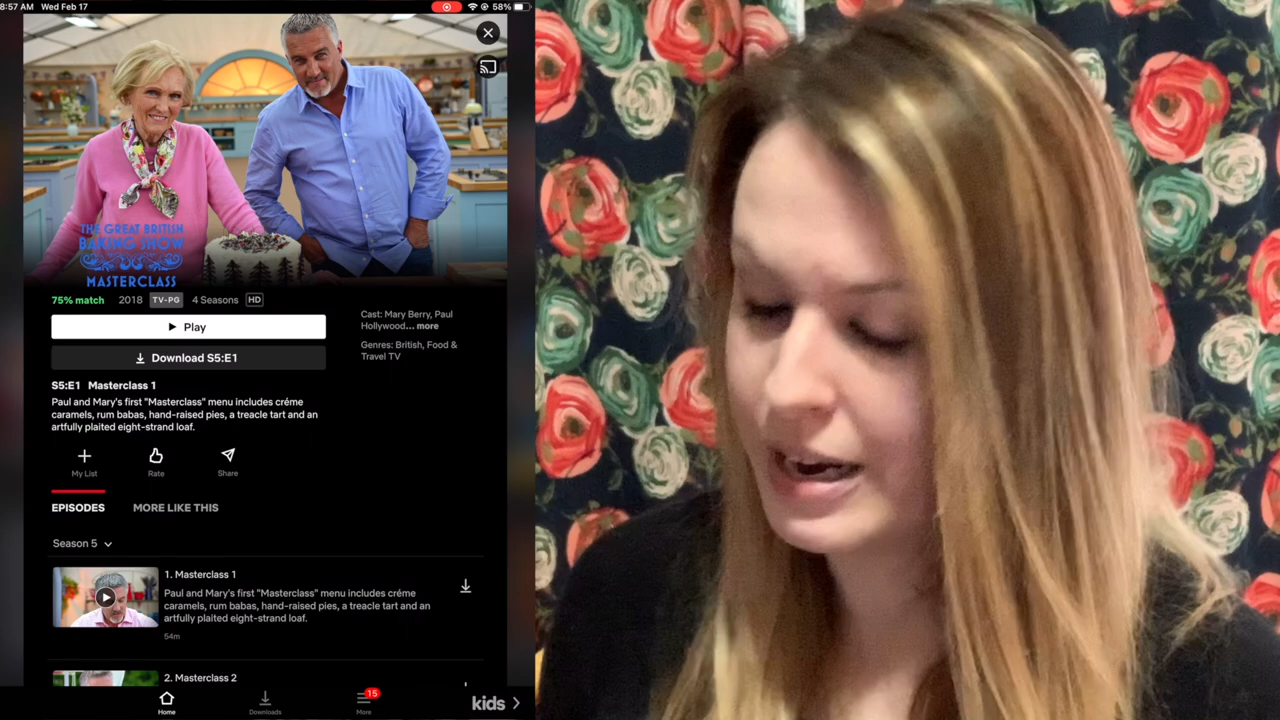 8:57 AM Wed Feb 17
58%
THE GREAT BRITISH
BAKING SHOW
MASTERCLASS
75% match 2018 TV-PG 4 Seasons HD
Play
Download S5:E1
Cast: Mary Berry, Paul
Hollywood... more
Genres: British, Food &
Travel TV
S5:E1 Masterclass 1
Paul and Mary's first "Masterclass" menu includes créme
caramels, rum babas, hand-raised pies, a treacle tart and an
artfully plaited eight-strand loaf.
My List
Rate
Share
EPISODES
MORE LIKE THIS
Season 5
1. Masterclass 1
Paul and Mary's first "Masterclass" menu includes créme
caramels, rum babas, hand-raised pies, a treacle tart and an
artfully plaited eight-strand loaf.
54m
2. Masterclass 2
Home
Downloads
15
More
kids